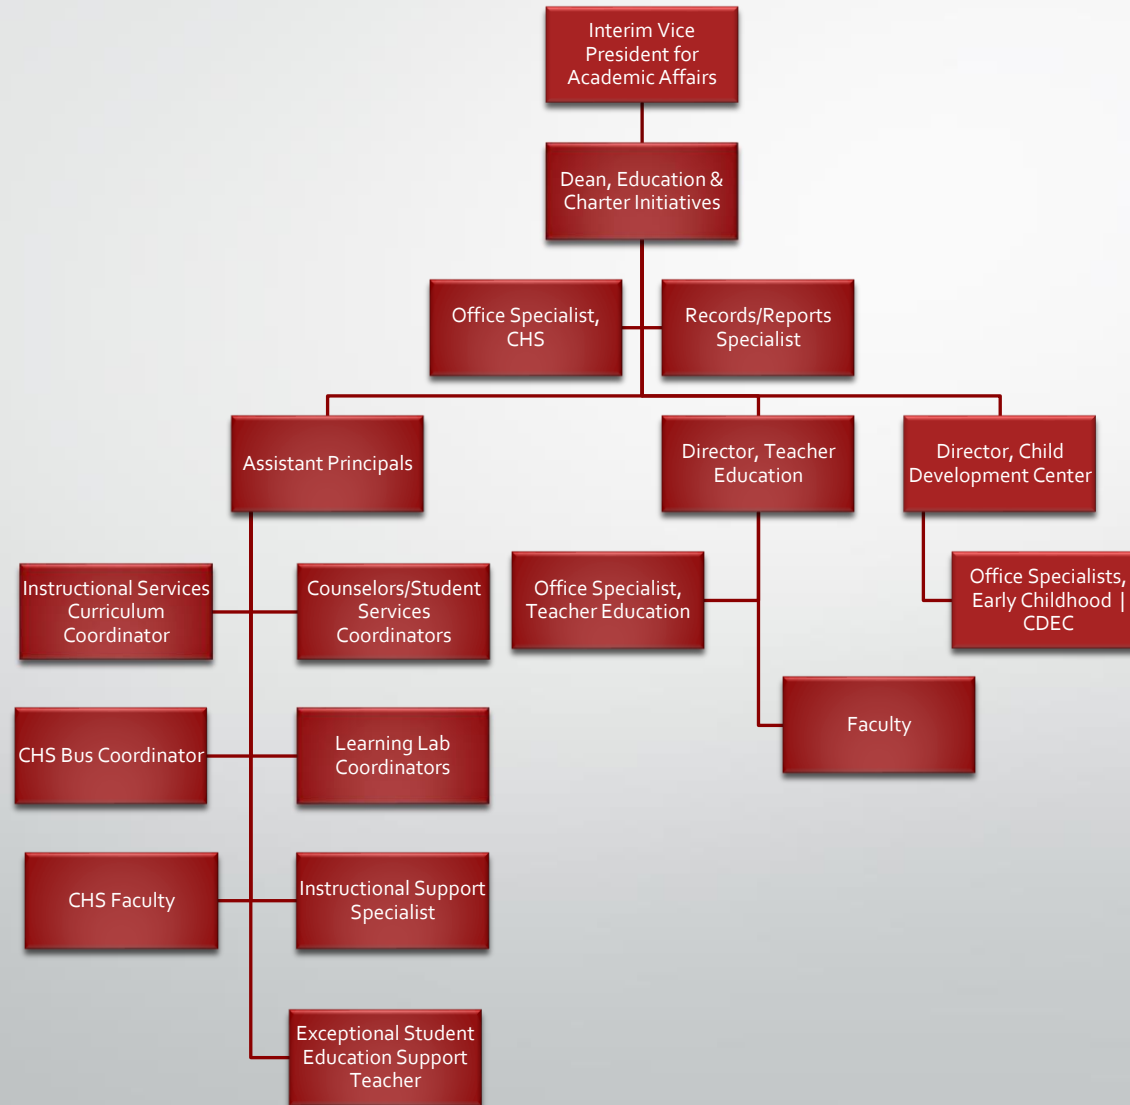 Interim Vice
President for
Academic Affairs
Dean, Education &
Charter Initiatives
Office Specialist,
CHS
Records/Reports
Specialist
Assistant Principals
Director, Teacher
Education
Director, Child
Development Center
Instructional Services
Curriculum
Coordinator
Counselors/Student
Services
Coordinators
Office Specialist,
Teacher Education
Office Specialists,
Early Childhood |
CDEC
CHS Bus Coordinator
Learning Lab
Coordinators
Faculty
CHS Faculty
Instructional Support
Specialist
Exceptional Student
Education Support
Teacher